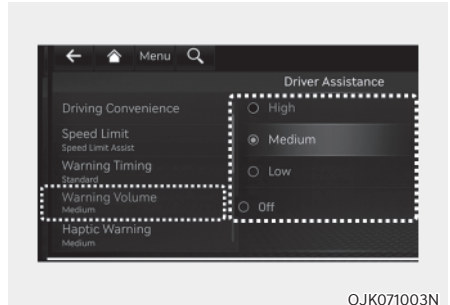 Menu
Driver Assistance
Driving Convenience
Speed Limit
Speed Limit Assist
Warning Timing
Standard
Warning Volume
Medium
Haptic Warning
Medium
High
Medium
Low
Off
OJK071003N